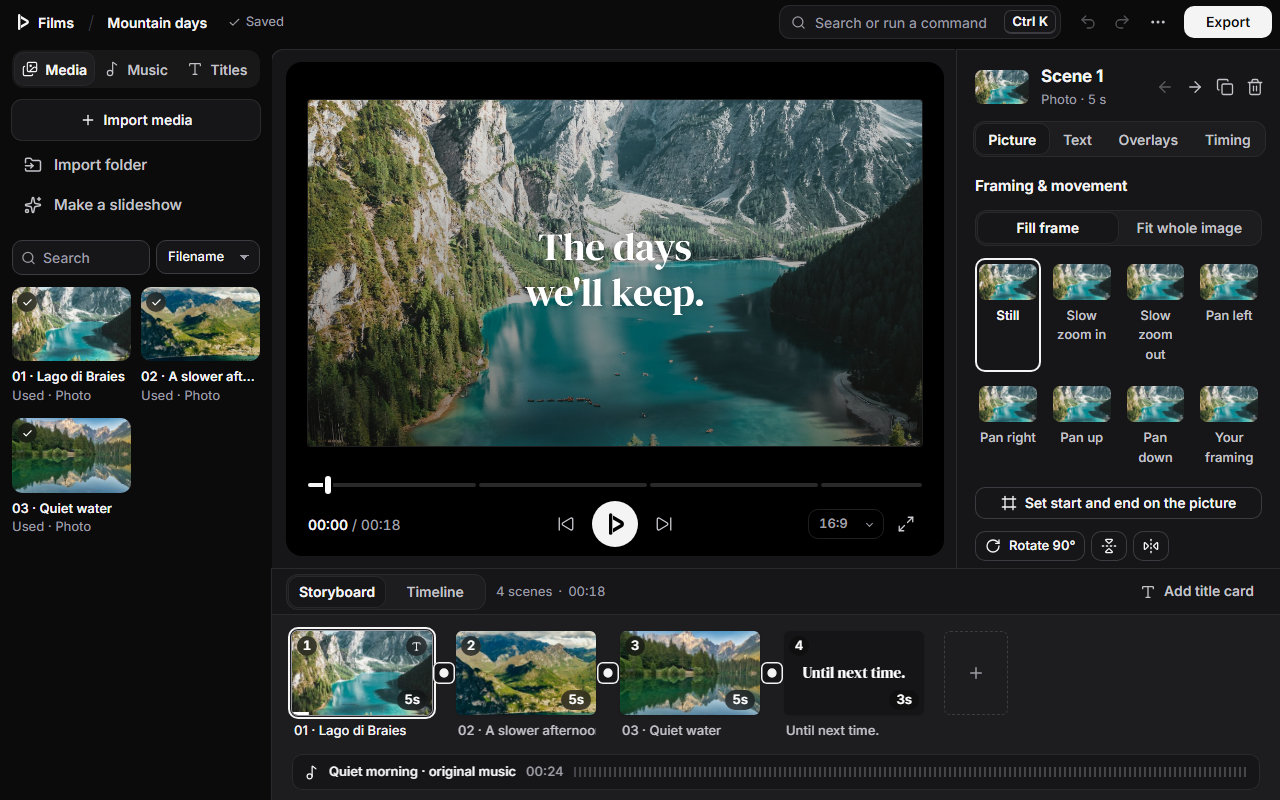 Films / Mountain days Saved
Search or run a command Ctrl K
Export
Media Music Titles
Import media
Import folder
Make a slideshow
Search Filename
01 · Lago di Braies
Used · Photo
02 · A slower aft...
Used · Photo
03 · Quiet water
Used · Photo
The days
we'll keep.
00:00 / 00:18
16:9
Scene 1
Photo · 5 s
Picture Text Overlays Timing
Framing & movement
Fill frame Fit whole image
Still
Slow
zoom in
Slow
zoom
out
Pan left
Pan right
Pan up
Pan
down
Your
framing
Set start and end on the picture
Rotate 90°
Storyboard Timeline 4 scenes · 00:18
Add title card
1 T 5s
01 · Lago di Braies
2 5s
02 · A slower afternoo
3 5s
03 · Quiet water
4
Until next time.
3s
Until next time.
Quiet morning · original music 00:24